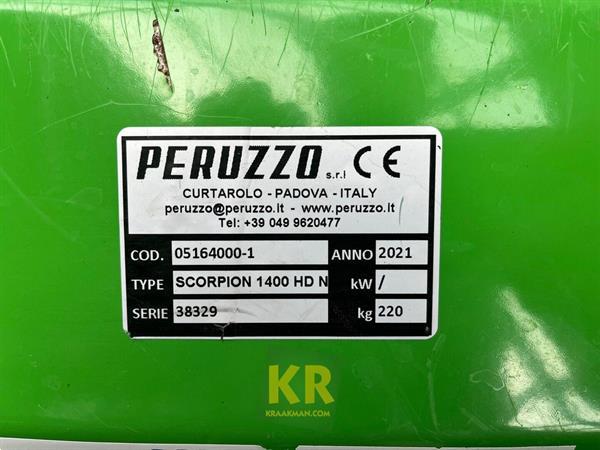 PERUZZO s.r.l CE
CURTAROLO - PADOVA - ITALY
peruzzo@peruzzo.it - www.peruzzo.it
Tel: +39 049 9620477
COD. 05164000-1 ANNO 2021
TYPE SCORPION 1400 HD N kW /
SERIE 38329 kg 220
KR
KRAAKMAN.COM